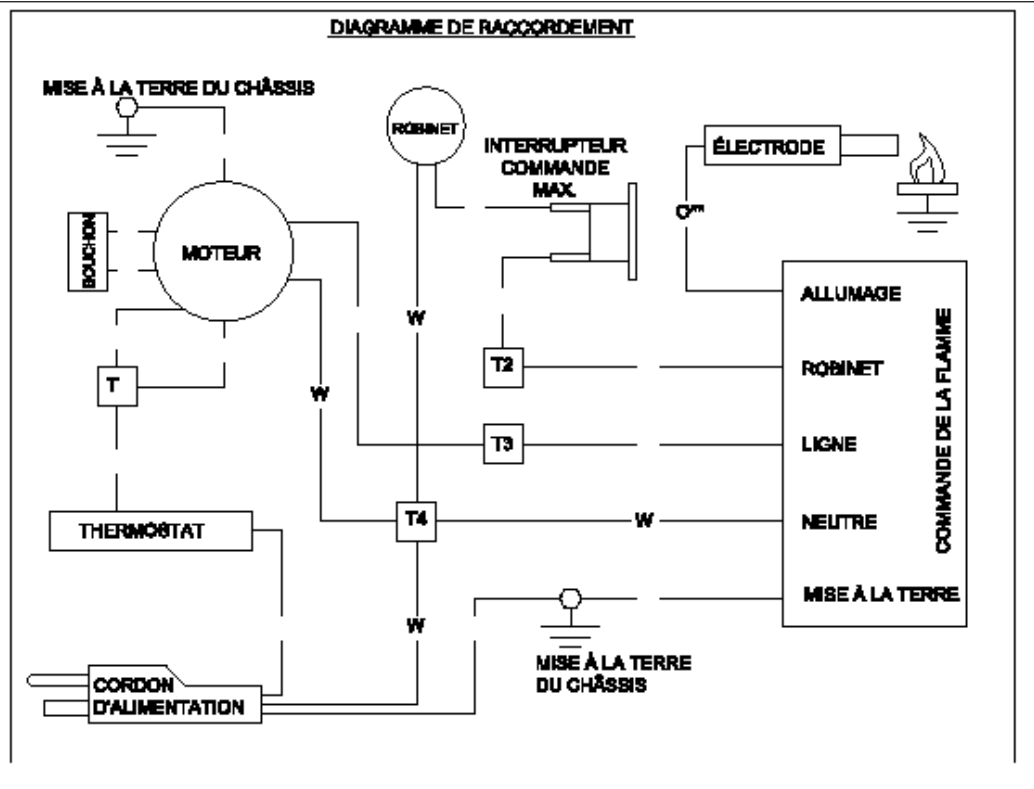 DIAGRAMME DE RACCORDEMENT
MISE À LA TERRE DU CHÂSSIS
ROBINET
INTERRUPTEUR
COMMANDE
MAX.
ÉLECTRODE
BOUCHON
MOTEUR
ALLUMAGE
W
T2
ROBINET
T
W
T3
LIGNE
COMMANDE DE LA FLAMME
T4
W
NEUTRE
THERMOSTAT
MISE À LA TERRE
W
MISE À LA TERRE
DU CHÂSSIS
CORDON
D'ALIMENTATION